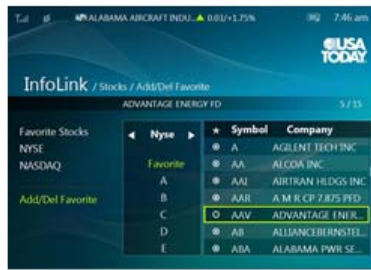 ALABAMA AIRCRAFT INDU... ▲ 0.03/+1.75% 7:46 am
USA TODAY
InfoLink / Stocks / Add/Del Favorite
ADVANTAGE ENERGY FD 5/15
Favorite Stocks
NYSE
NASDAQ
Add/Del Favorite
◀ Nyse ▶
Favorite
A
B
C
D
E
★ Symbol Company
A AGILENT TECH INC
AA ALCOA INC
AAI AIRTRAN HLDGS INC
AAR A M R CP 7.875 PFD
AAV ADVANTAGE ENER...
AB ALLIANCEBERNSTEI...
ABA ALABAMA PWR SE...